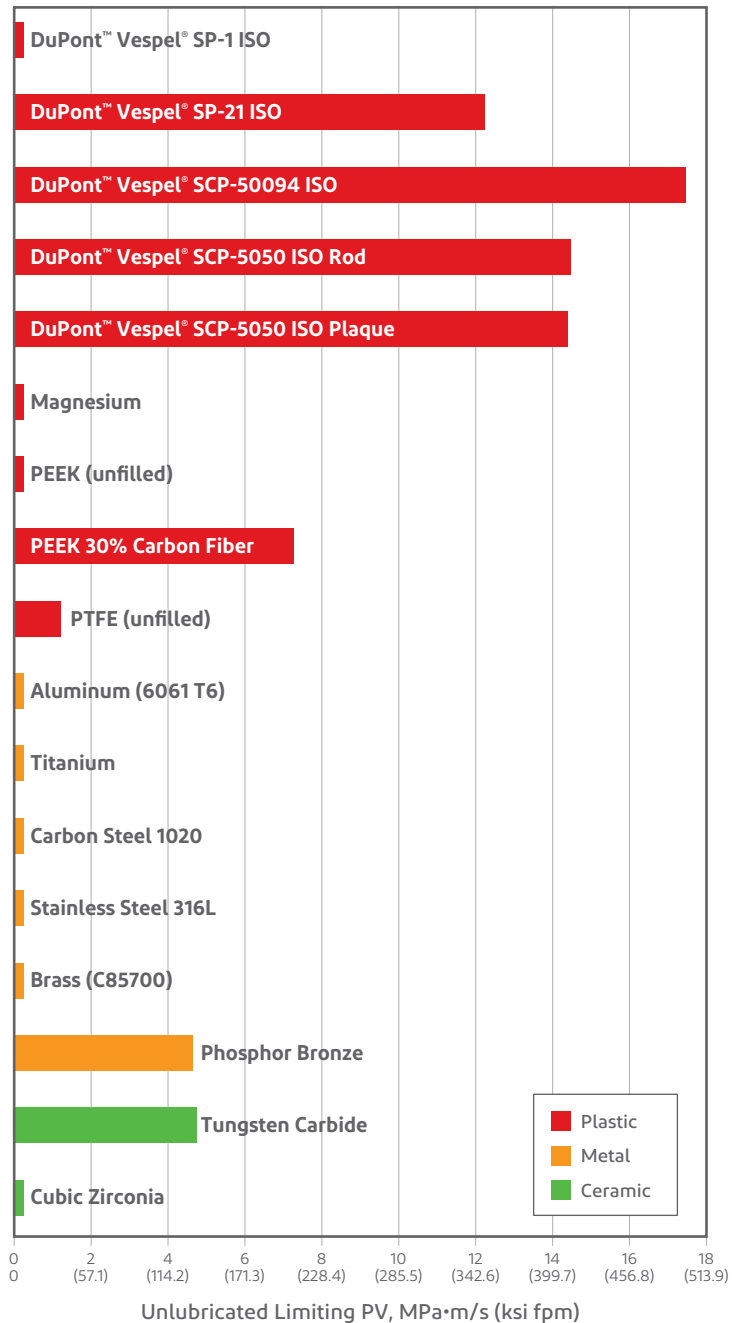 DuPont™ Vespel® SP-1 ISO
DuPont™ Vespel® SP-21 ISO
DuPont™ Vespel® SCP-50094 ISO
DuPont™ Vespel® SCP-5050 ISO Rod
DuPont™ Vespel® SCP-5050 ISO Plaque
Magnesium
PEEK (unfilled)
PEEK 30% Carbon Fiber
PTFE (unfilled)
Aluminum (6061 T6)
Titanium
Carbon Steel 1020
Stainless Steel 316L
Brass (C85700)
Phosphor Bronze
Tungsten Carbide
Cubic Zirconia
Plastic
Metal
Ceramic
0 2 4 6 8 10 12 14 16 18
0 (57.1) (114.2) (171.3) (228.4) (285.5) (342.6) (399.7) (456.8) (513.9)
Unlubricated Limiting PV, MPa•m/s (ksi fpm)